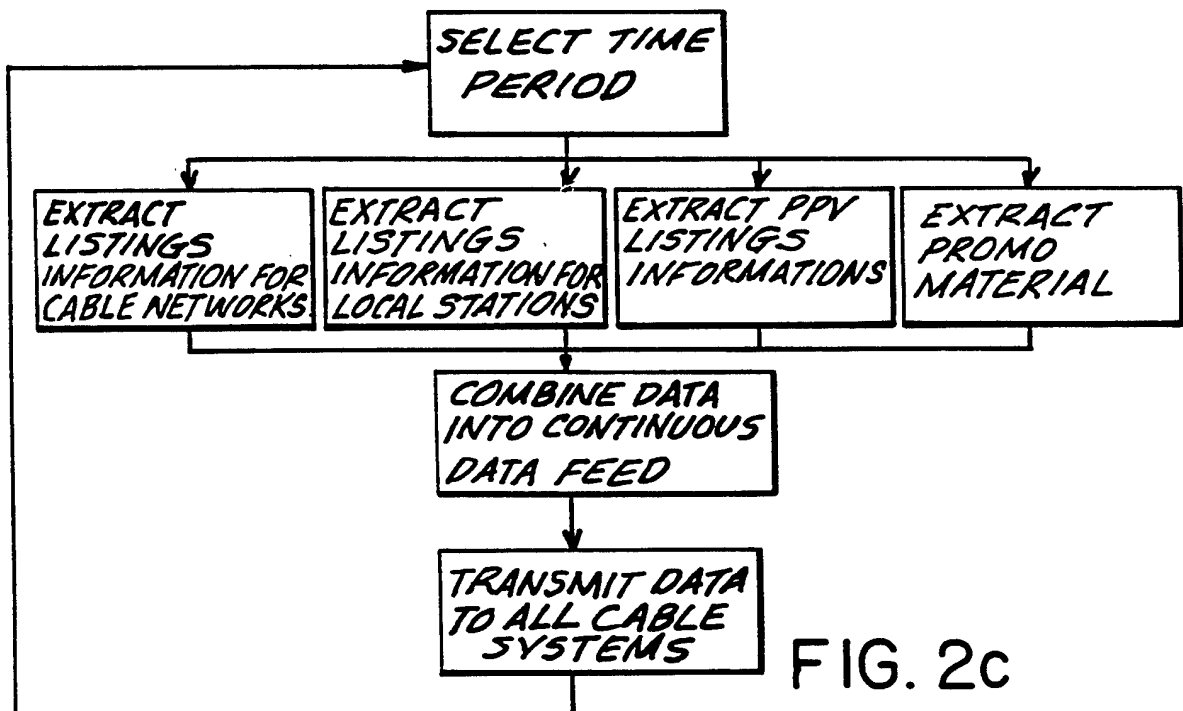 SELECT TIME
PERIOD
EXTRACT
LISTINGS
INFORMATION FOR
CABLE NETWORKS.
EXTRACT
LISTINGS
INFORMATION FOR
LOCAL STATIONS
EXTRACT PPV
LISTINGS
INFORMATIONS
EXTRACT
PROMO
MATERIAL
COMBINE DATA
INTO CONTINUOUS
DATA FEED
TRANSMIT DATA
TO ALL CABLE
SYSTEMS
FIG. 2c